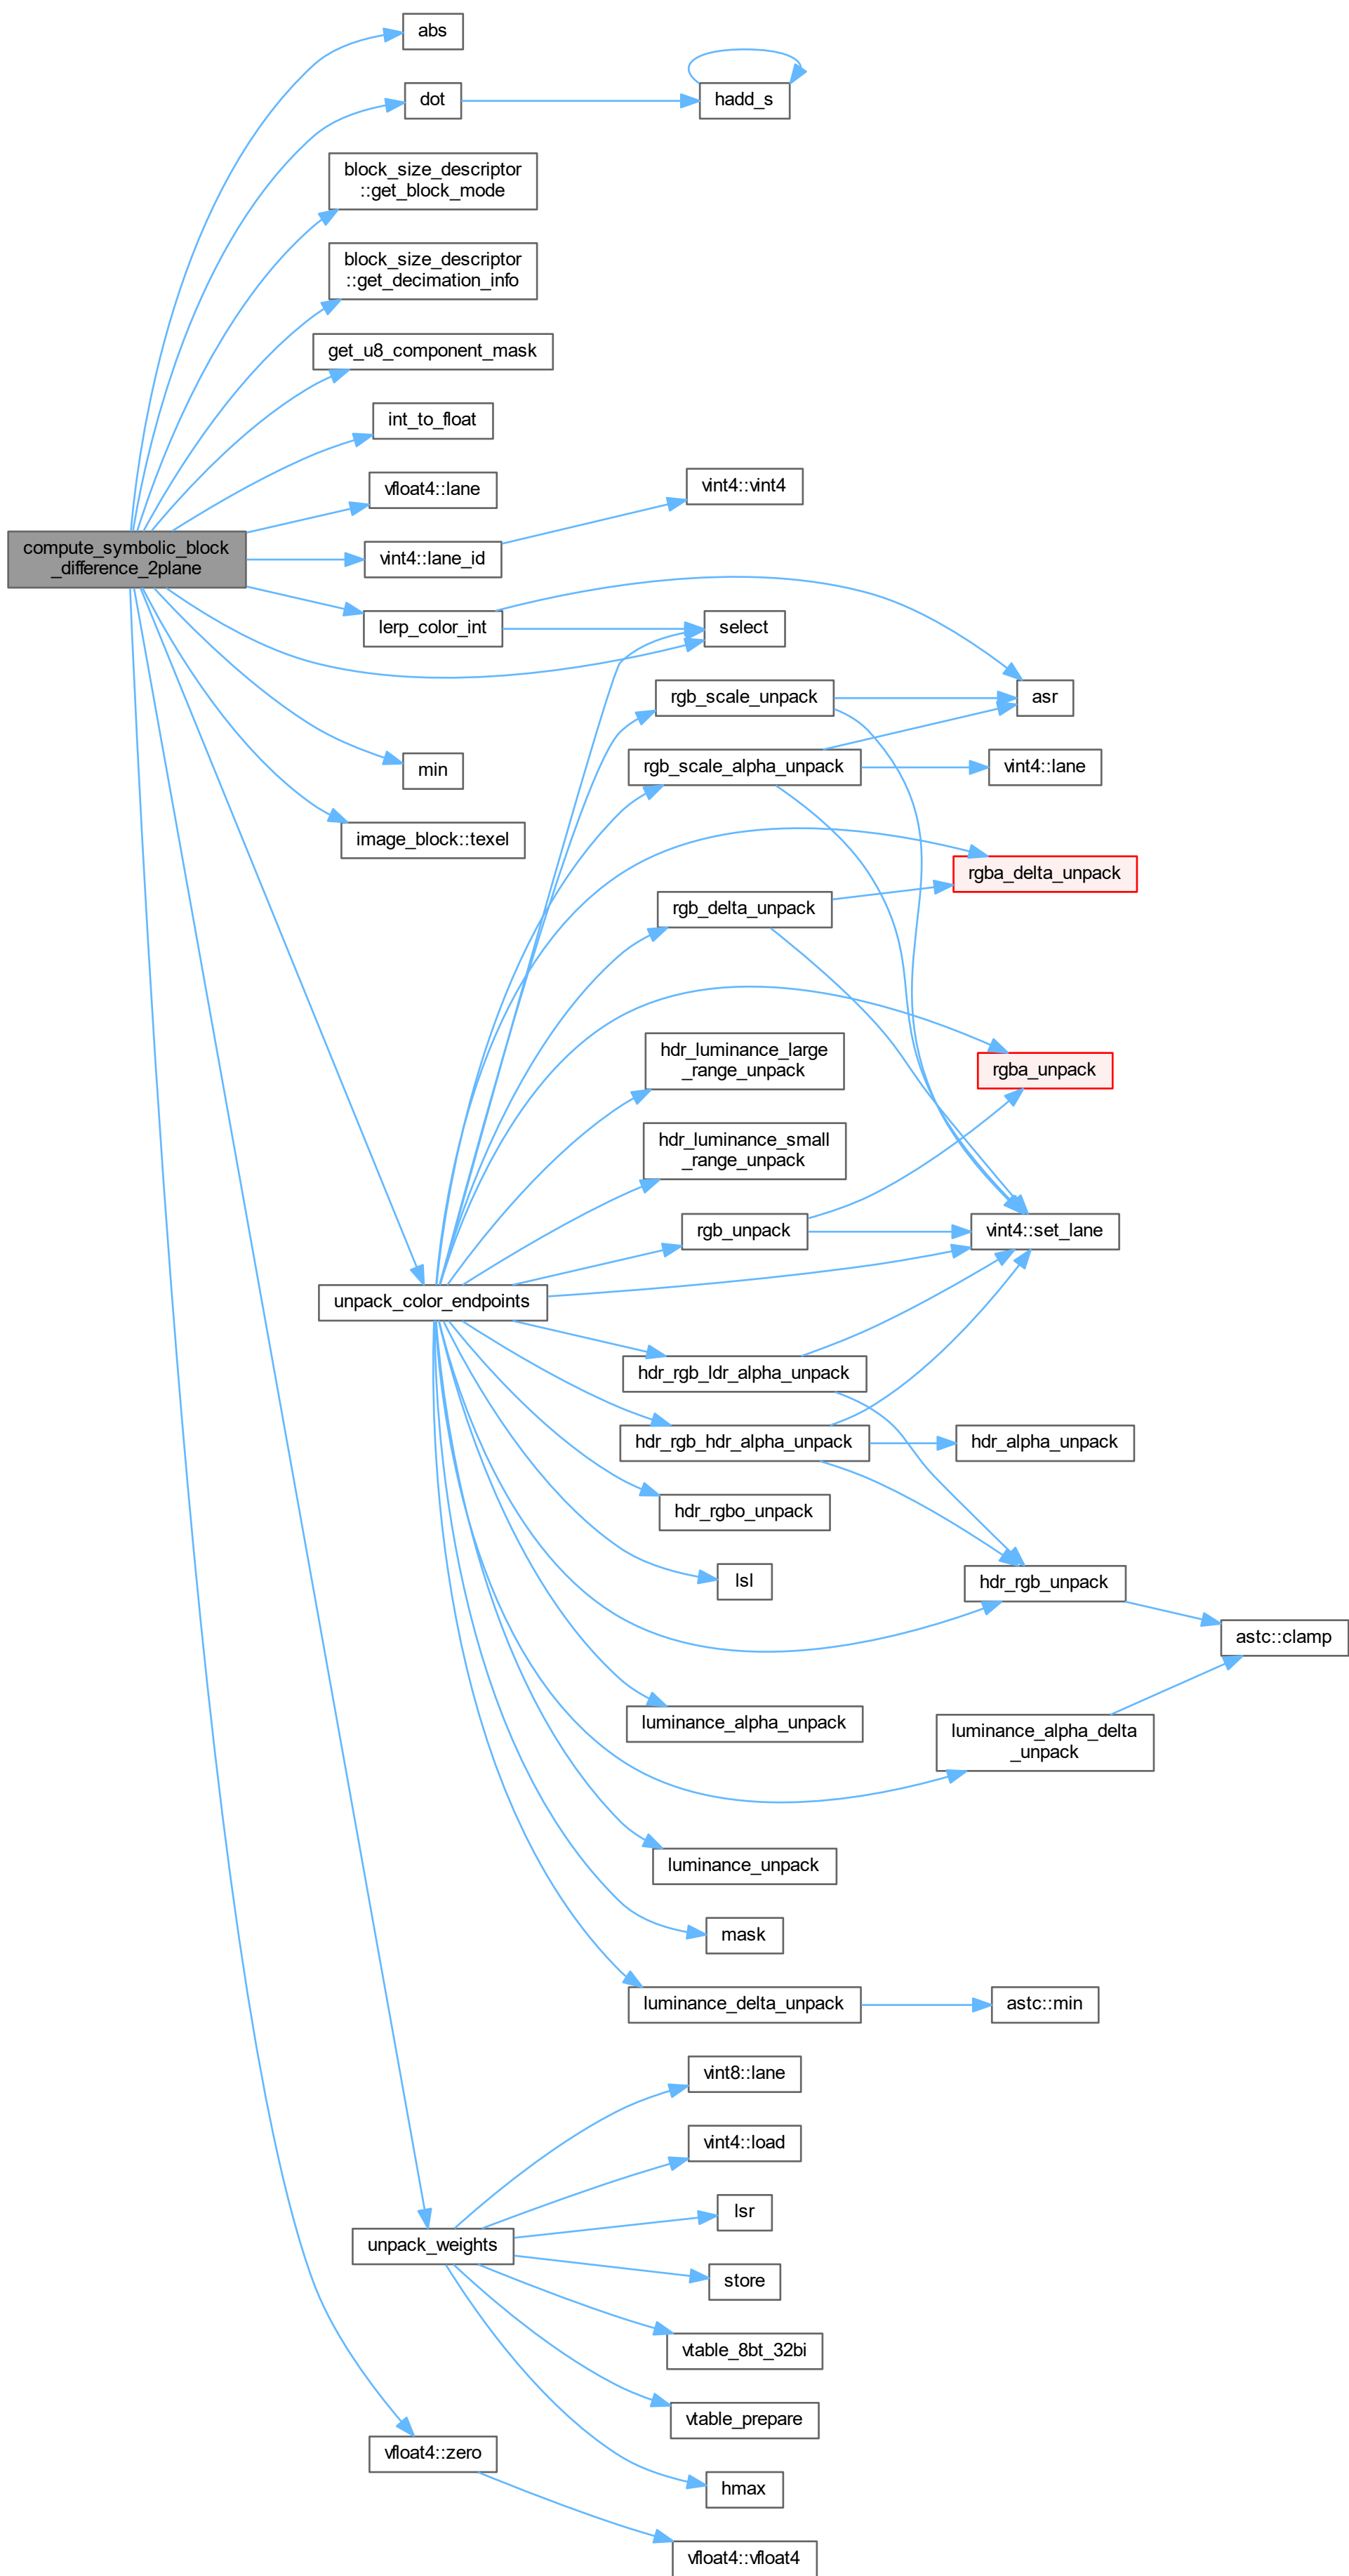 abs
dot
hadd_s
block_size_descriptor
::get_block_mode
block_size_descriptor
::get_decimation_info
get_u8_component_mask
int_to_float
vfloat4::lane
vint4::vint4
compute_symbolic_block
_difference_2plane
vint4::lane_id
lerp_color_int
select
rgb_scale_unpack
asr
min
rgb_scale_alpha_unpack
vint4::lane
image_block::texel
rgba_delta_unpack
rgb_delta_unpack
hdr_luminance_large
_range_unpack
rgba_unpack
hdr_luminance_small
_range_unpack
rgb_unpack
vint4::set_lane
unpack_color_endpoints
hdr_rgb_ldr_alpha_unpack
hdr_rgb_hdr_alpha_unpack
hdr_alpha_unpack
hdr_rgbo_unpack
lsl
hdr_rgb_unpack
astc::clamp
luminance_alpha_unpack
luminance_alpha_delta
_unpack
luminance_unpack
mask
luminance_delta_unpack
astc::min
vint8::lane
vint4::load
lsr
unpack_weights
store
vtable_8bt_32bi
vtable_prepare
vfloat4::zero
hmax
vfloat4::vfloat4